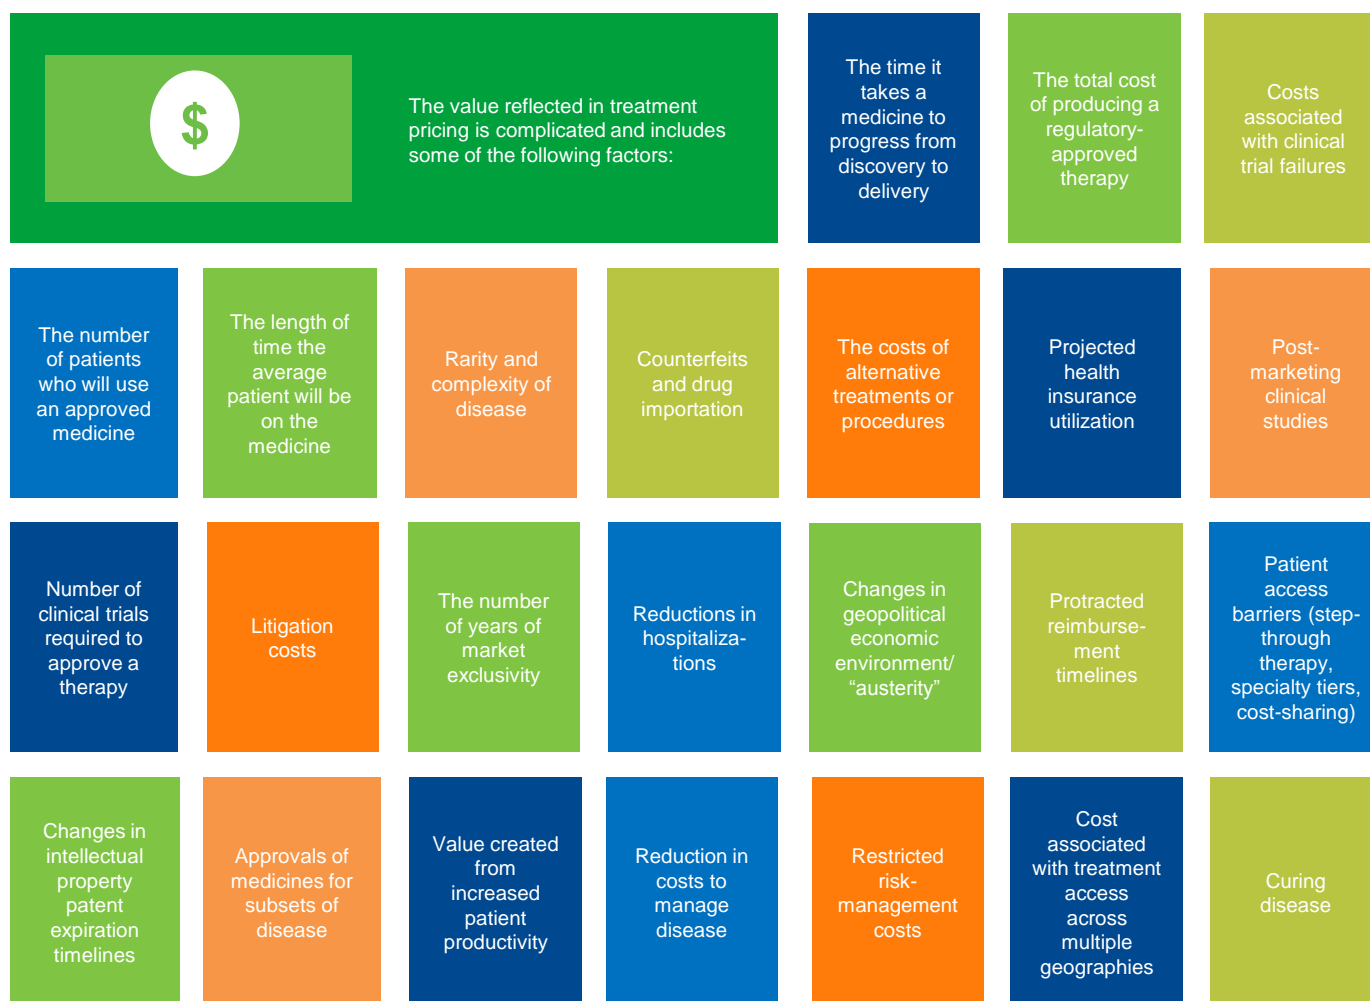 $
The value reflected in treatment
pricing is complicated and includes
some of the following factors:
The time it
takes a
medicine to
progress from
discovery to
delivery
The total cost
of producing a
regulatory-
approved
therapy
Costs
associated
with clinical
trial failures
The number
of patients
who will use
an approved
medicine
The length of
time the
average
patient will be
on the
medicine
Rarity and
complexity of
disease
Counterfeits
and drug
importation
The costs of
alternative
treatments or
procedures
Projected
health
insurance
utilization
Post-
marketing
clinical
studies
Number of
clinical trials
required to
approve a
therapy
Litigation
costs
The number
of years of
market
exclusivity
Reductions in
hospitaliza-
tions
Changes in
geopolitical
economic
environment/
“austerity”
Protracted
reimburse-
ment
timelines
Patient
access
barriers (step-
through
therapy,
specialty tiers,
cost-sharing)
Changes in
intellectual
property
patent
expiration
timelines
Approvals of
medicines for
subsets of
disease
Value created
from
increased
patient
productivity
Reduction in
costs to
manage
disease
Restricted
risk-
management
costs
Cost
associated
with treatment
access
across
multiple
geographies
Curing
disease